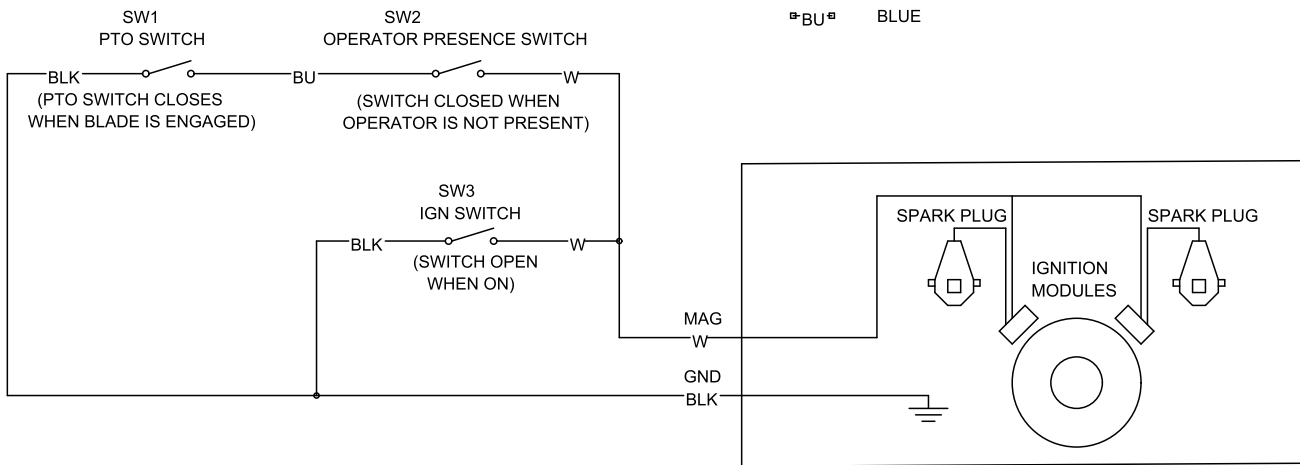 SW1
PTO SWITCH
SW2
OPERATOR PRESENCE SWITCH
BU BLUE
BLK
BU
W
(PTO SWITCH CLOSES
WHEN BLADE IS ENGAGED)
(SWITCH CLOSED WHEN
OPERATOR IS NOT PRESENT)
SW3
IGN SWITCH
BLK
W
(SWITCH OPEN
WHEN ON)
SPARK PLUG
SPARK PLUG
IGNITION
MODULES
MAG
W
GND
BLK